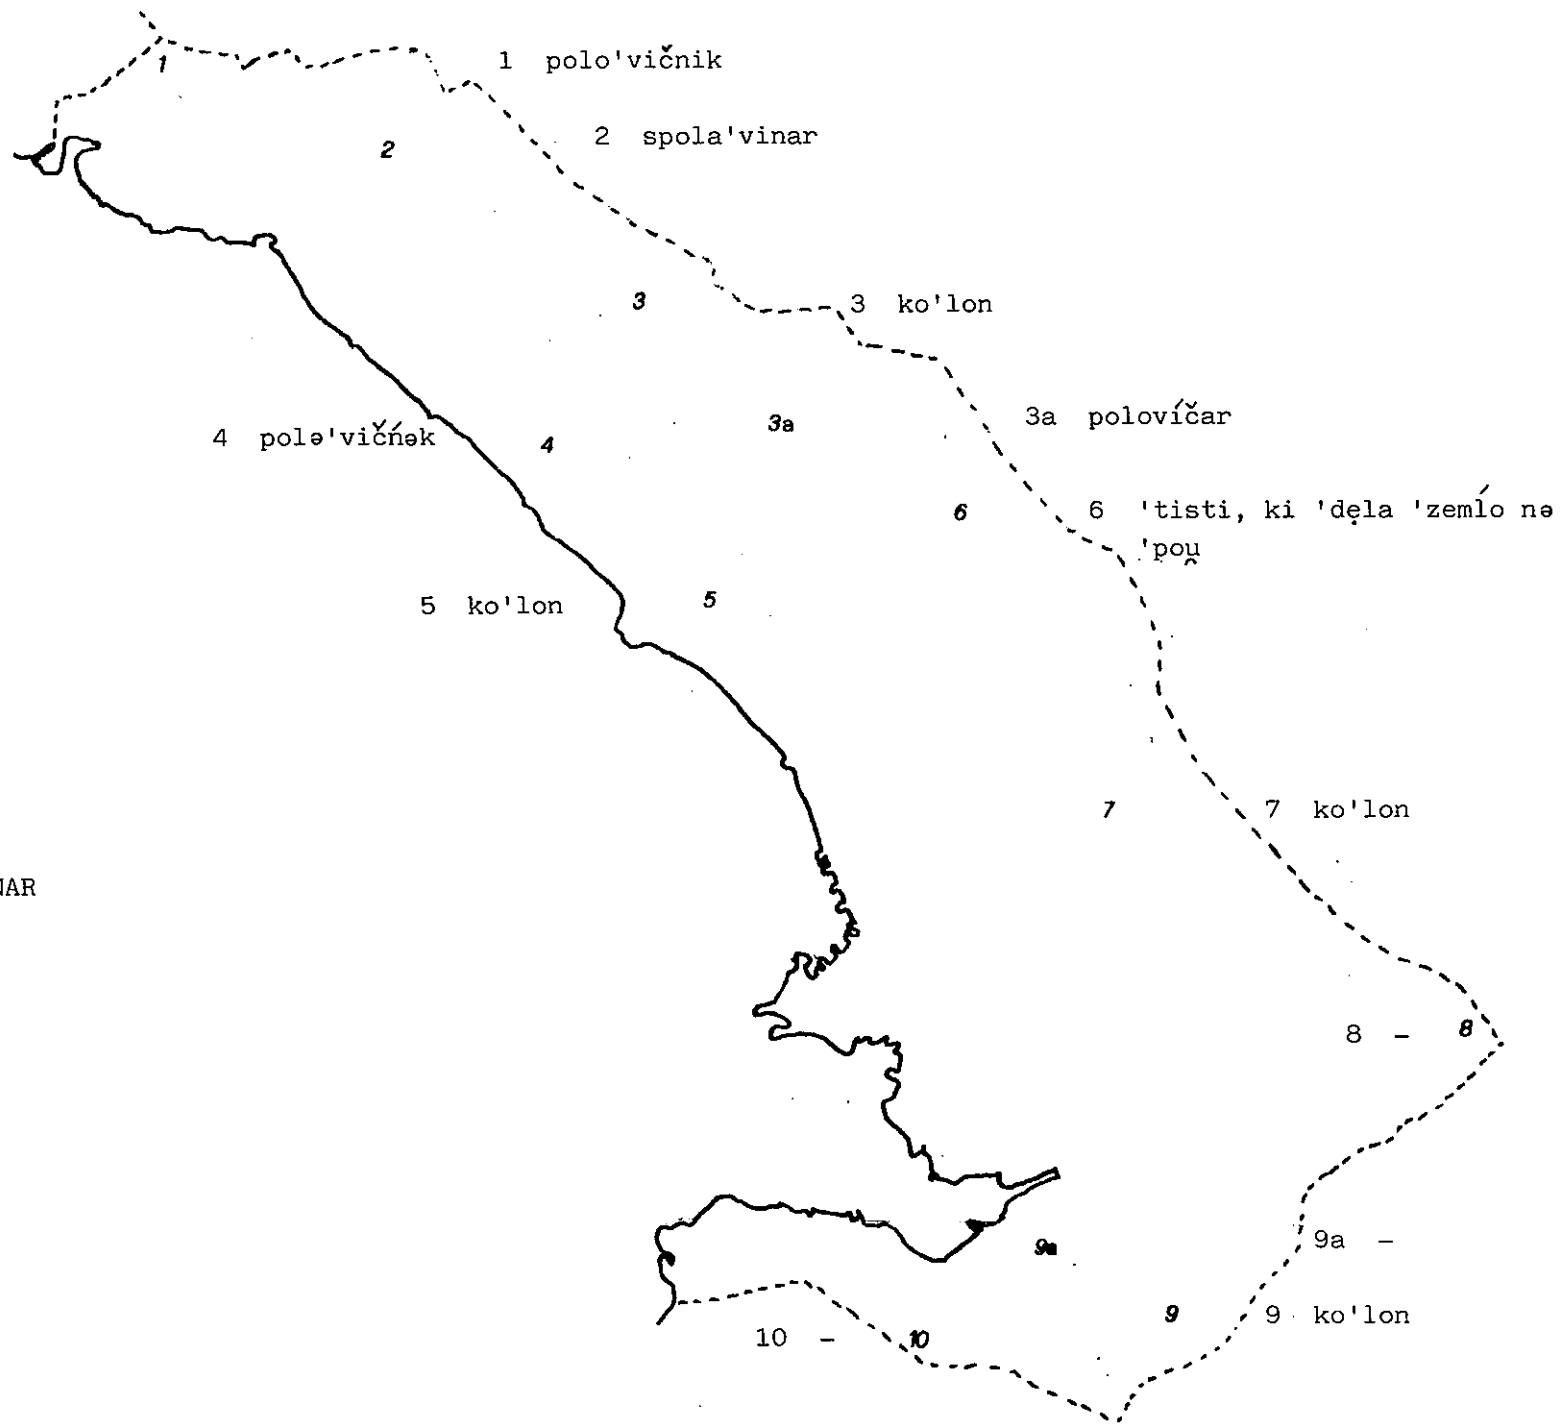 1 polo'vičnik
1
2 spola'vinar
2
3
3 ko'lon
3a polovíčar
3a
4 polə'vičńək
4
6
6 'tisti, ki 'dẹla 'zemĺo nə
'pou̯
5 ko'lon
5
7
7 ko'lon
NAR
8 –
8
9a –
9a
9
9 ko'lon
10 –
10